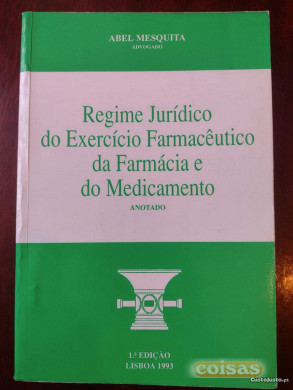 ABEL MESQUITA
ADVOGADO
Regime Jurídico
do Exercício Farmacêutico
da Farmácia e
do Medicamento
ANOTADO
1.ª EDIÇÃO
LISBOA 1993
coisas